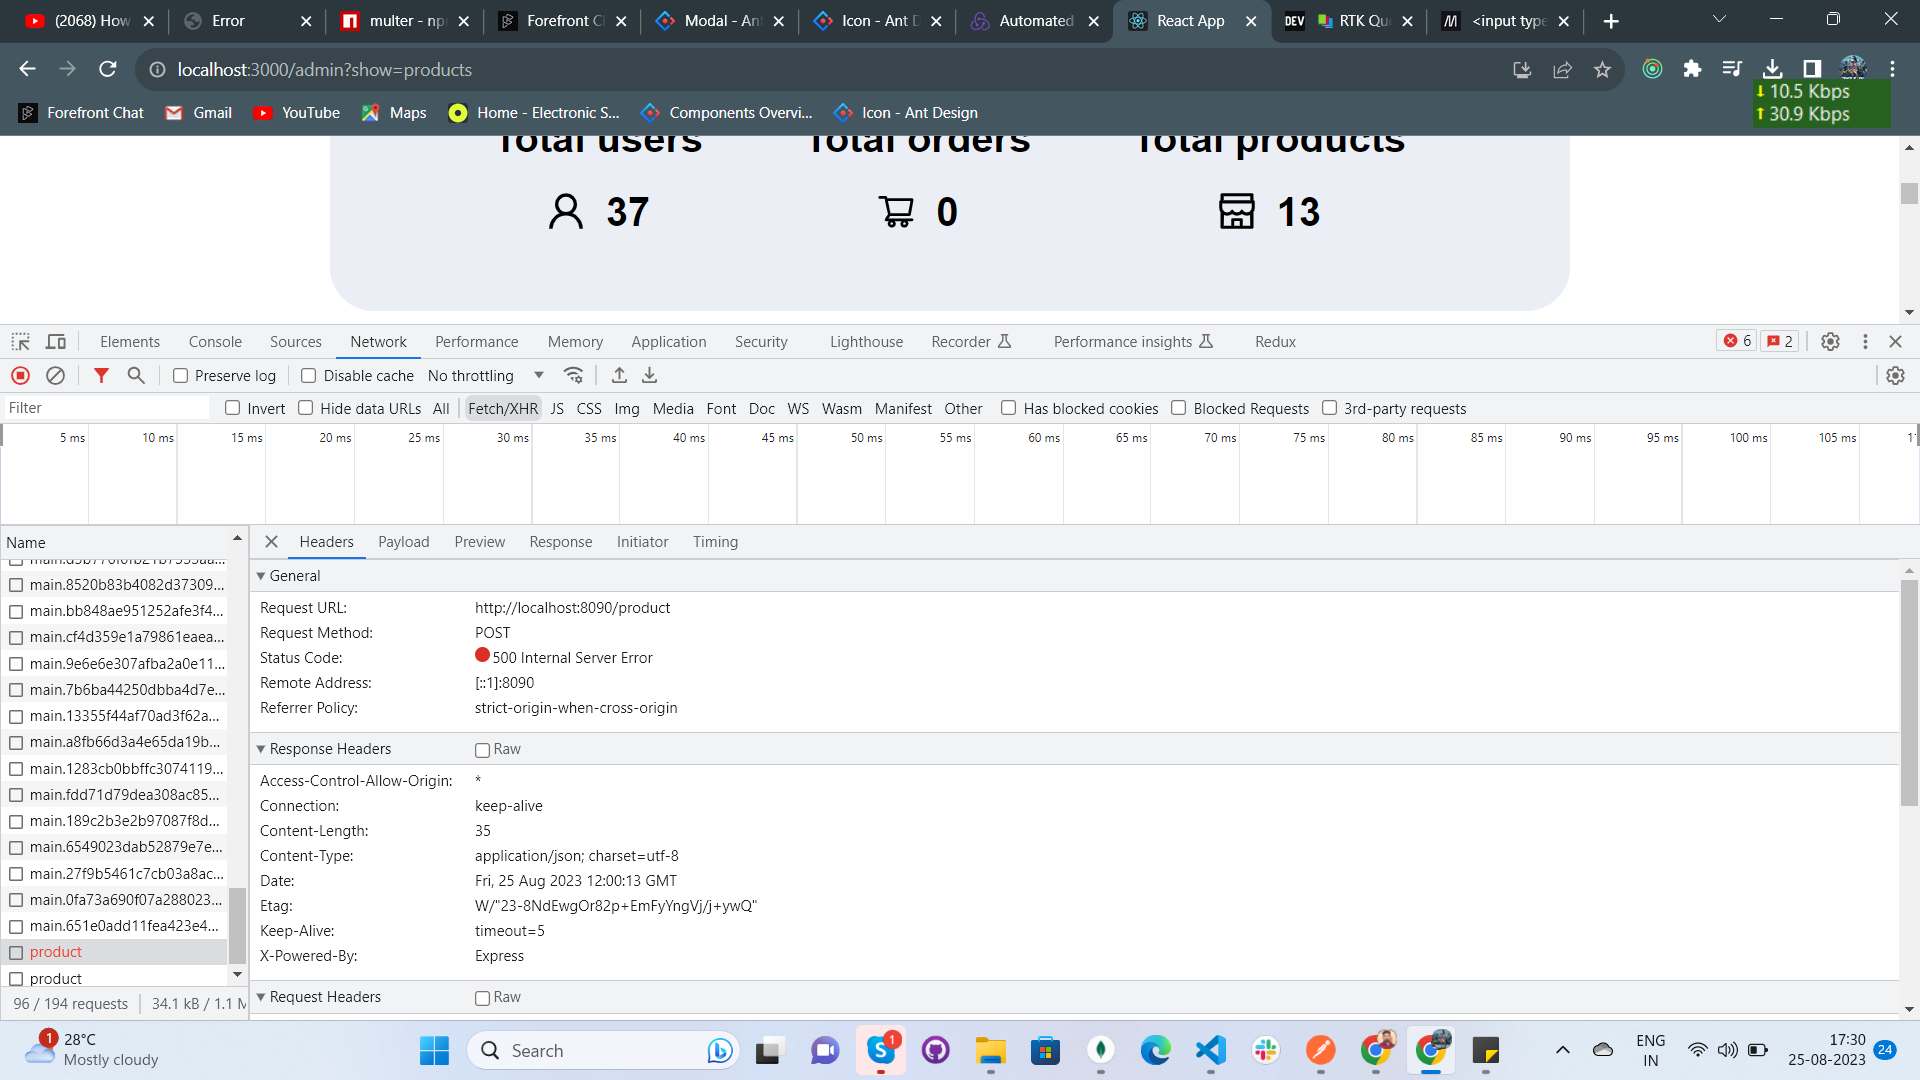 (2068) How
Error
multer - np
Forefront C
Modal - Ant
Icon - Ant D
Automated
React App
DEV
RTK Qu
<input type
localhost:3000/admin?show=products
Forefront Chat
Gmail
YouTube
Maps
Home - Electronic S...
Components Overvi...
Icon - Ant Design
10.5 Kbps
30.9 Kbps
Total users
Total orders
Total products
37
0
13
Elements
Console
Sources
Network
Performance
Memory
Application
Security
Lighthouse
Recorder
Performance insights
Redux
6
2
Preserve log
Disable cache
No throttling
Filter
Invert
Hide data URLs
All
Fetch/XHR
JS
CSS
Img
Media
Font
Doc
WS
Wasm
Manifest
Other
Has blocked cookies
Blocked Requests
3rd-party requests
5 ms
10 ms
15 ms
20 ms
25 ms
30 ms
35 ms
40 ms
45 ms
50 ms
55 ms
60 ms
65 ms
70 ms
75 ms
80 ms
85 ms
90 ms
95 ms
100 ms
105 ms
Name
main.8520b83b4082d37309...
main.bb848ae951252afe3f4...
main.cf4d359e1a79861eaea...
main.9e6e6e307afba2a0e11...
main.7b6ba44250dbba4d7e...
main.13355f44af70ad3f62a...
main.a8fb66d3a4e65da19b...
main.1283cb0bbffc3074119...
main.fdd71d79dea308ac85...
main.189c2b3e2b97087f8d...
main.6549023dab52879e7e...
main.27f9b5461c7cb03a8ac...
main.0fa73a690f07a288023...
main.651e0add11fea423e4...
product
product
96 / 194 requests
34.1 kB / 1.1 M
Headers
Payload
Preview
Response
Initiator
Timing
General
Request URL: http://localhost:8090/product
Request Method: POST
Status Code: 500 Internal Server Error
Remote Address: [::1]:8090
Referrer Policy: strict-origin-when-cross-origin
Response Headers
Raw
Access-Control-Allow-Origin: *
Connection: keep-alive
Content-Length: 35
Content-Type: application/json; charset=utf-8
Date: Fri, 25 Aug 2023 12:00:13 GMT
Etag: W/"23-8NdEwgOr82p+EmFyYngVj/j+ywQ"
Keep-Alive: timeout=5
X-Powered-By: Express
Request Headers
Raw
1
28°C
Mostly cloudy
Search
1
ENG
IN
17:30
25-08-2023
24